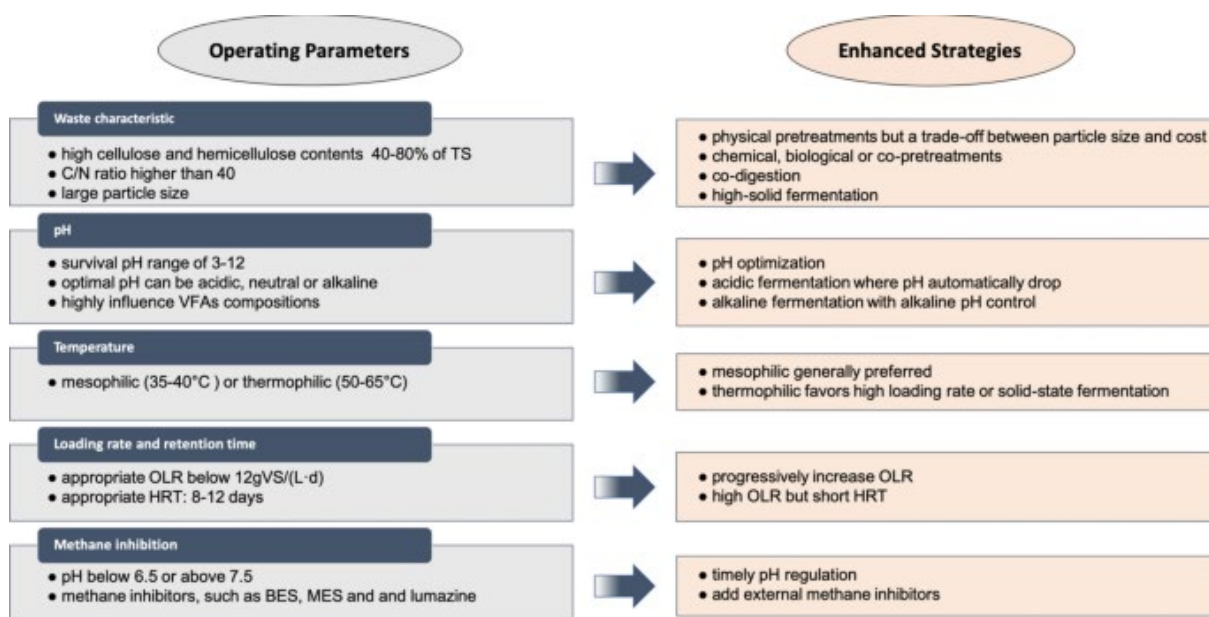 Operating Parameters
Enhanced Strategies
Waste characteristic
● high cellulose and hemicellulose contents 40-80% of TS
● C/N ratio higher than 40
● large particle size
● physical pretreatments but a trade-off between particle size and cost
● chemical, biological or co-pretreatments
● co-digestion
● high-solid fermentation
pH
● survival pH range of 3-12
● optimal pH can be acidic, neutral or alkaline
● highly influence VFAs compositions
● pH optimization
● acidic fermentation where pH automatically drop
● alkaline fermentation with alkaline pH control
Temperature
● mesophilic (35-40°C ) or thermophilic (50-65°C)
● mesophilic generally preferred
● thermophilic favors high loading rate or solid-state fermentation
Loading rate and retention time
● appropriate OLR below 12gVS/(L·d)
● appropriate HRT: 8-12 days
● progressively increase OLR
● high OLR but short HRT
Methane inhibition
● pH below 6.5 or above 7.5
● methane inhibitors, such as BES, MES and and lumazine
● timely pH regulation
● add external methane inhibitors